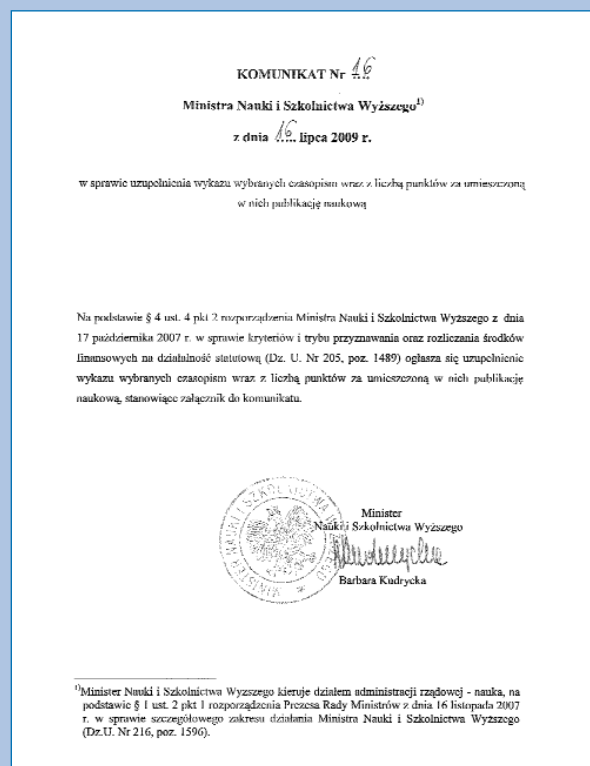 KOMUNIKAT Nr 16
Ministra Nauki i Szkolnictwa Wyższego¹⁾
z dnia 16 lipca 2009 r.
w sprawie uzupełnienia wykazu wybranych czasopism wraz z liczbą punktów za umieszczoną
w nich publikację naukową
Na podstawie § 4 ust. 4 pkt 2 rozporządzenia Ministra Nauki i Szkolnictwa Wyższego z dnia
17 października 2007 r. w sprawie kryteriów i trybu przyznawania oraz rozliczania środków
finansowych na działalność statutową (Dz. U. Nr 205, poz. 1489) ogłasza się uzupełnienie
wykazu wybranych czasopism wraz z liczbą punktów za umieszczoną w nich publikację
naukową, stanowiące załącznik do komunikatu.
MINISTER NAUKI I SZKOLNICTWA WYŻSZEGO
Minister
Nauki i Szkolnictwa Wyższego
Barbara Kudrycka
¹⁾Minister Nauki i Szkolnictwa Wyższego kieruje działem administracji rządowej - nauka, na
podstawie § 1 ust. 2 pkt 1 rozporządzenia Prezesa Rady Ministrów z dnia 16 listopada 2007
r. w sprawie szczegółowego zakresu działania Ministra Nauki i Szkolnictwa Wyższego
(Dz.U. Nr 216, poz. 1596).